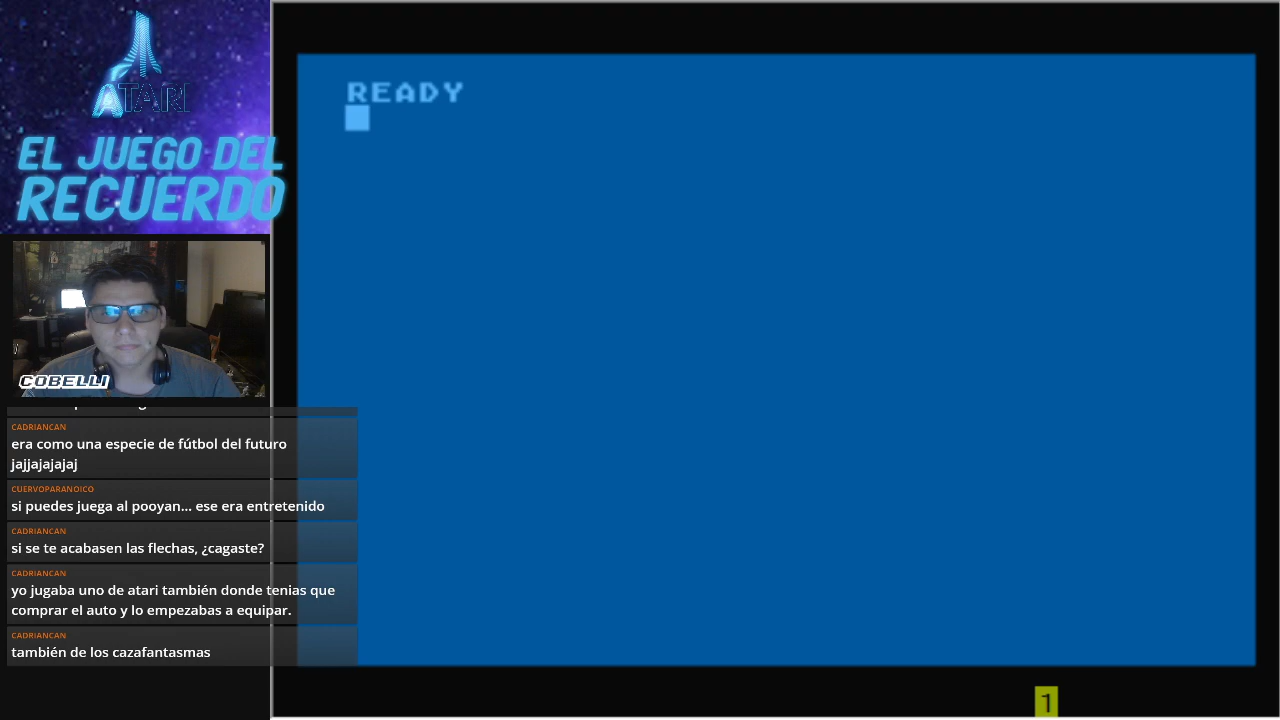 ATARI
EL JUEGO DEL
RECUERDO
READY
COBELLI
CADRIANCAN
era como una especie de fútbol del futuro
jajjajajajaj
CUERVOPARANOICO
si puedes juega al pooyan... ese era entretenido
CADRIANCAN
si se te acabasen las flechas, ¿cagaste?
CADRIANCAN
yo jugaba uno de atari también donde tenias que
comprar el auto y lo empezabas a equipar.
CADRIANCAN
también de los cazafantasmas
1